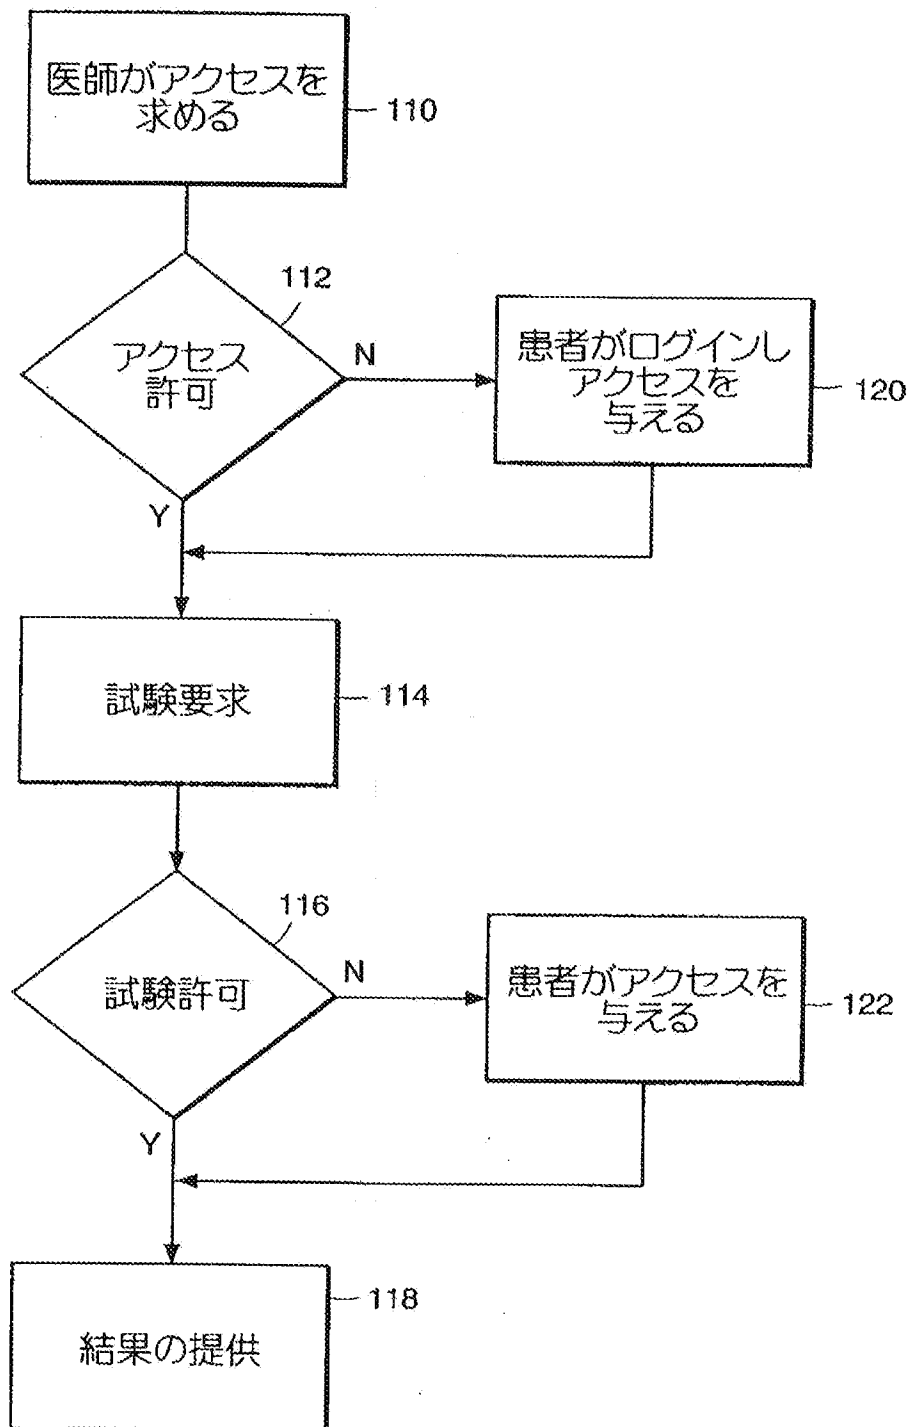 医師がアクセスを
求める
110
112
アクセス
許可
N
患者がログインし
アクセスを
与える
120
Y
試験要求
114
116
試験許可
N
患者がアクセスを
与える
122
Y
118
結果の提供